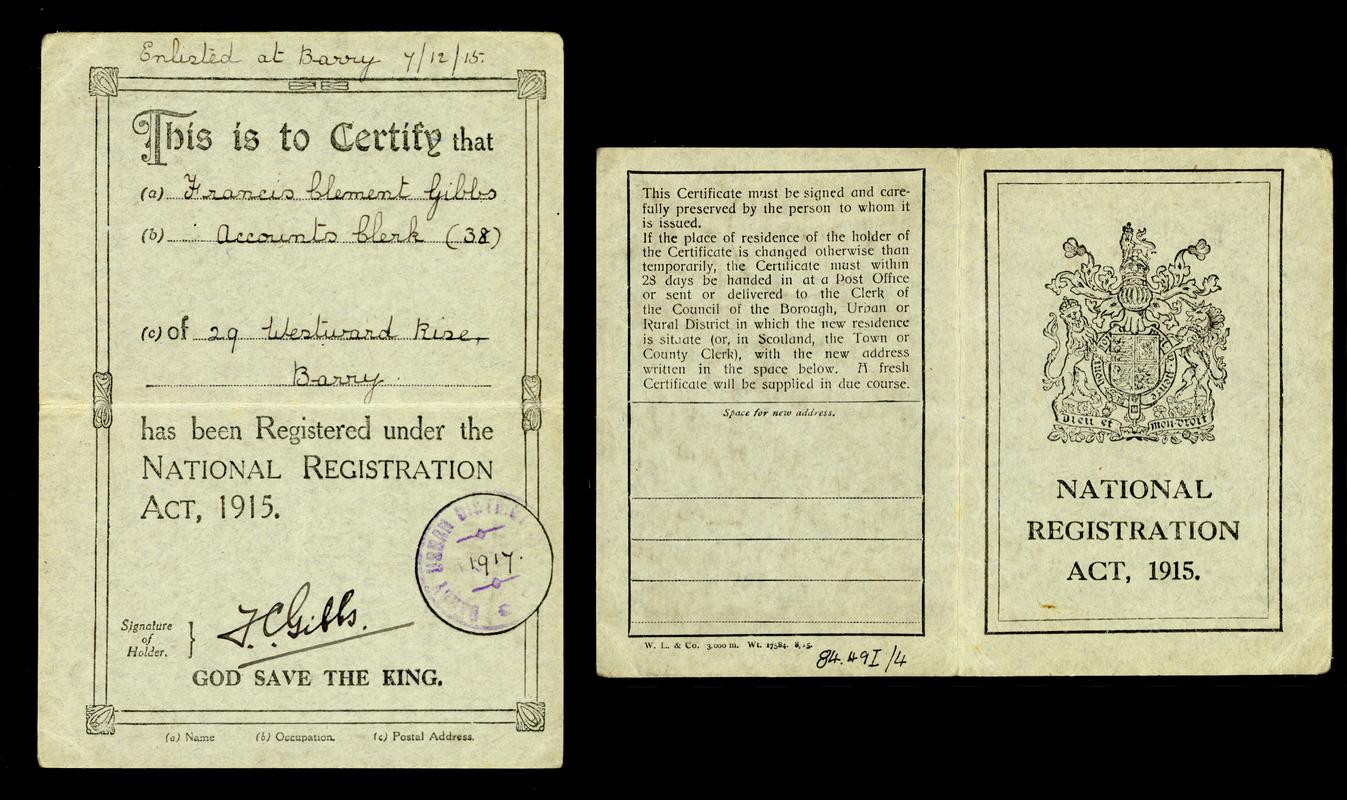 Enlisted at Barry 7/12/15.
This is to Certify that
(a) Francis Clement Gibbs
(b) Accounts Clerk (38)
(c) of 29 Westward Rise,
Barry.
has been Registered under the
NATIONAL REGISTRATION
ACT, 1915.
BARRY URBAN DISTRICT
1917.
Signature
of
Holder.
F C Gibbs.
GOD SAVE THE KING.
(a) Name (b) Occupation. (c) Postal Address.
This Certificate must be signed and care-
fully preserved by the person to whom it
is issued.
If the place of residence of the holder of
the Certificate is changed otherwise than
temporarily, the Certificate must within
28 days be handed in at a Post Office
or sent or delivered to the Clerk of
the Council of the Borough, Urban or
Rural District in which the new residence
is situate (or, in Scotland, the Town or
County Clerk), with the new address
written in the space below. A fresh
Certificate will be supplied in due course.
Space for new address.
W. L. & Co. 3,000 m. Wt. 17584. 8,15.
84.49I/4
DIEU ET MON DROIT
NATIONAL
REGISTRATION
ACT, 1915.